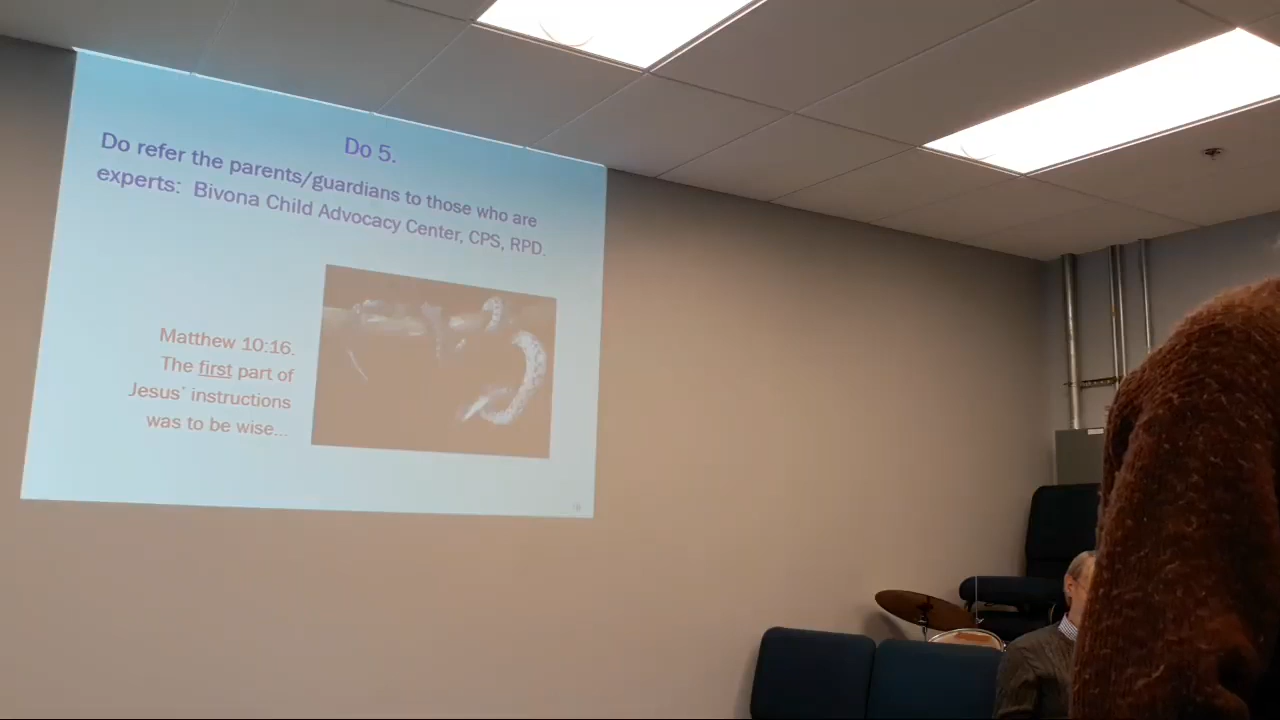 Do 5.
Do refer the parents/guardians to those who are
experts: Bivona Child Advocacy Center, CPS, RPD.
Matthew 10:16.
The first part of
Jesus' instructions
was to be wise...